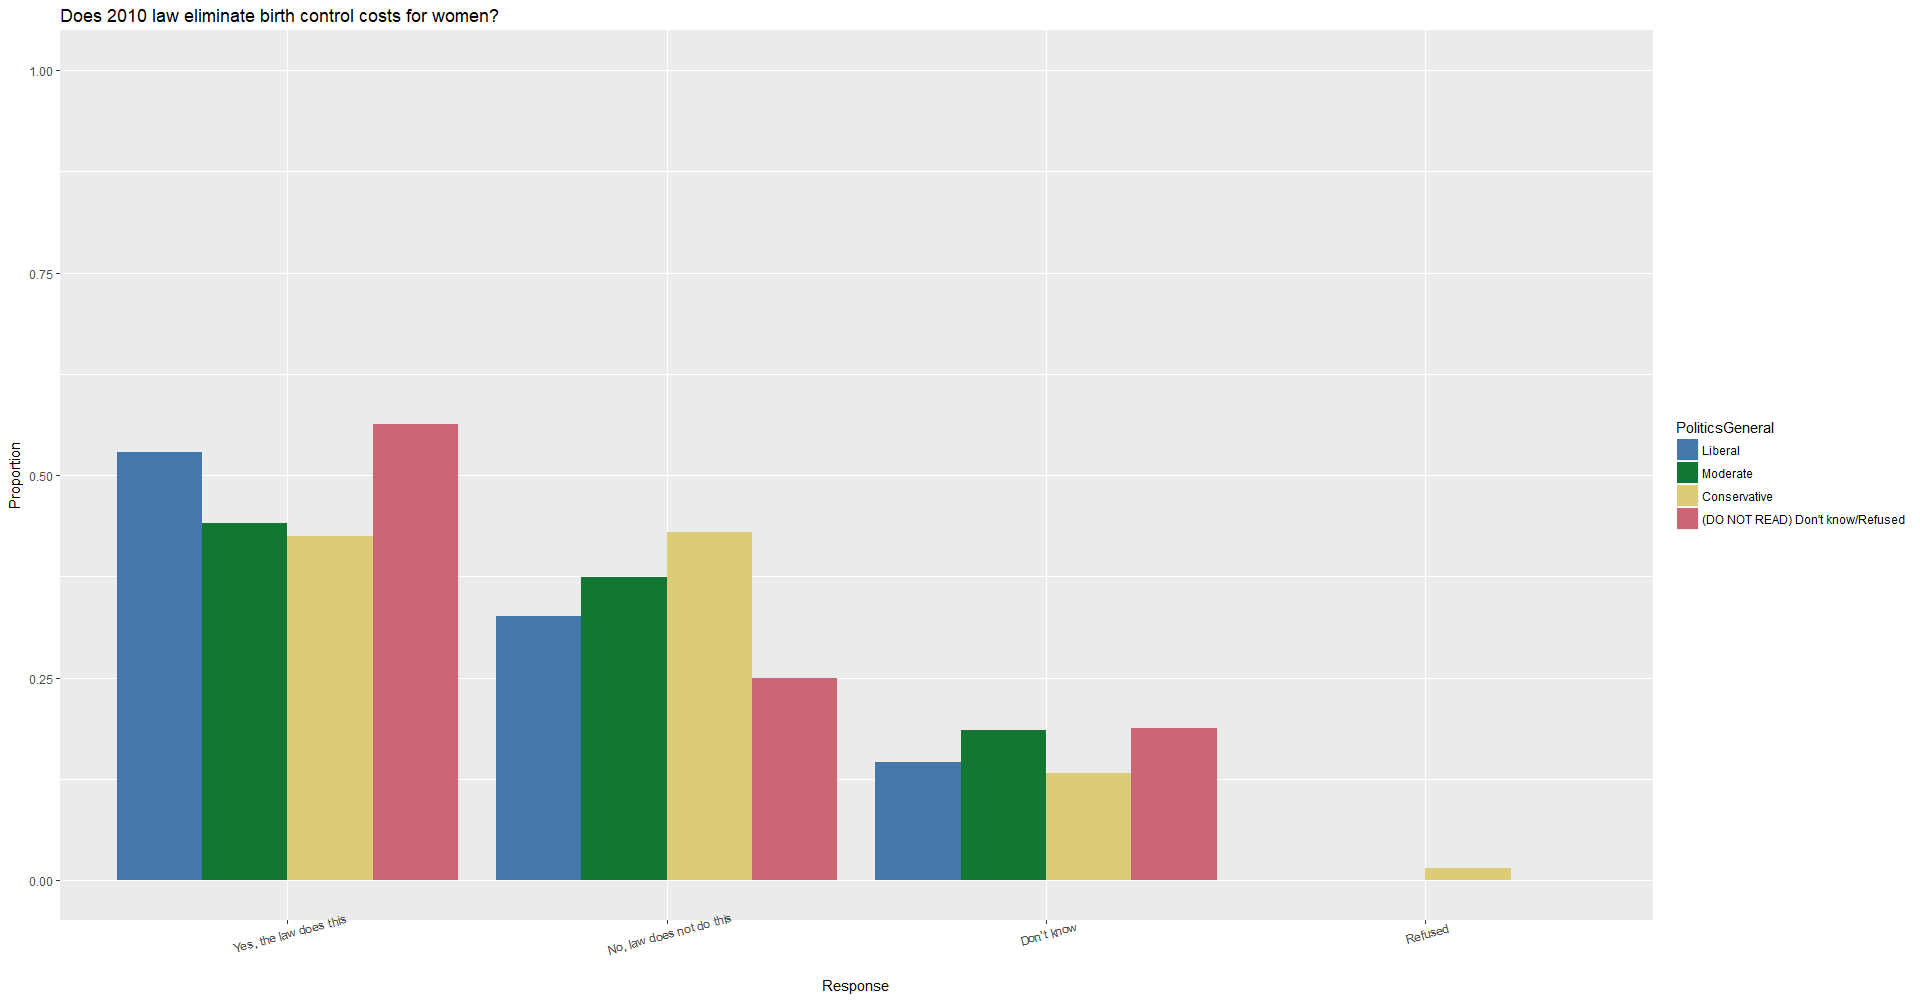 Does 2010 law eliminate birth control costs for women?
1.00
0.75
0.50
0.25
0.00
Proportion
Yes, the law does this
No, law does not do this
Don't know
Refused
Response
PoliticsGeneral
Liberal
Moderate
Conservative
(DO NOT READ) Don't know/Refused